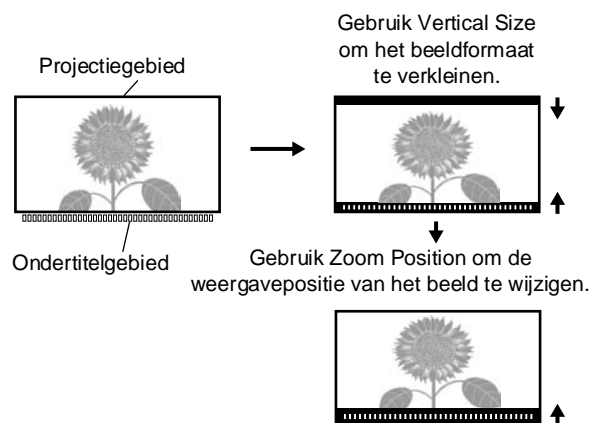 Gebruik Vertical Size
om het beeldformaat
te verkleinen.
Projectiegebied
Ondertitelgebied
Gebruik Zoom Position om de
weergavepositie van het beeld te wijzigen.